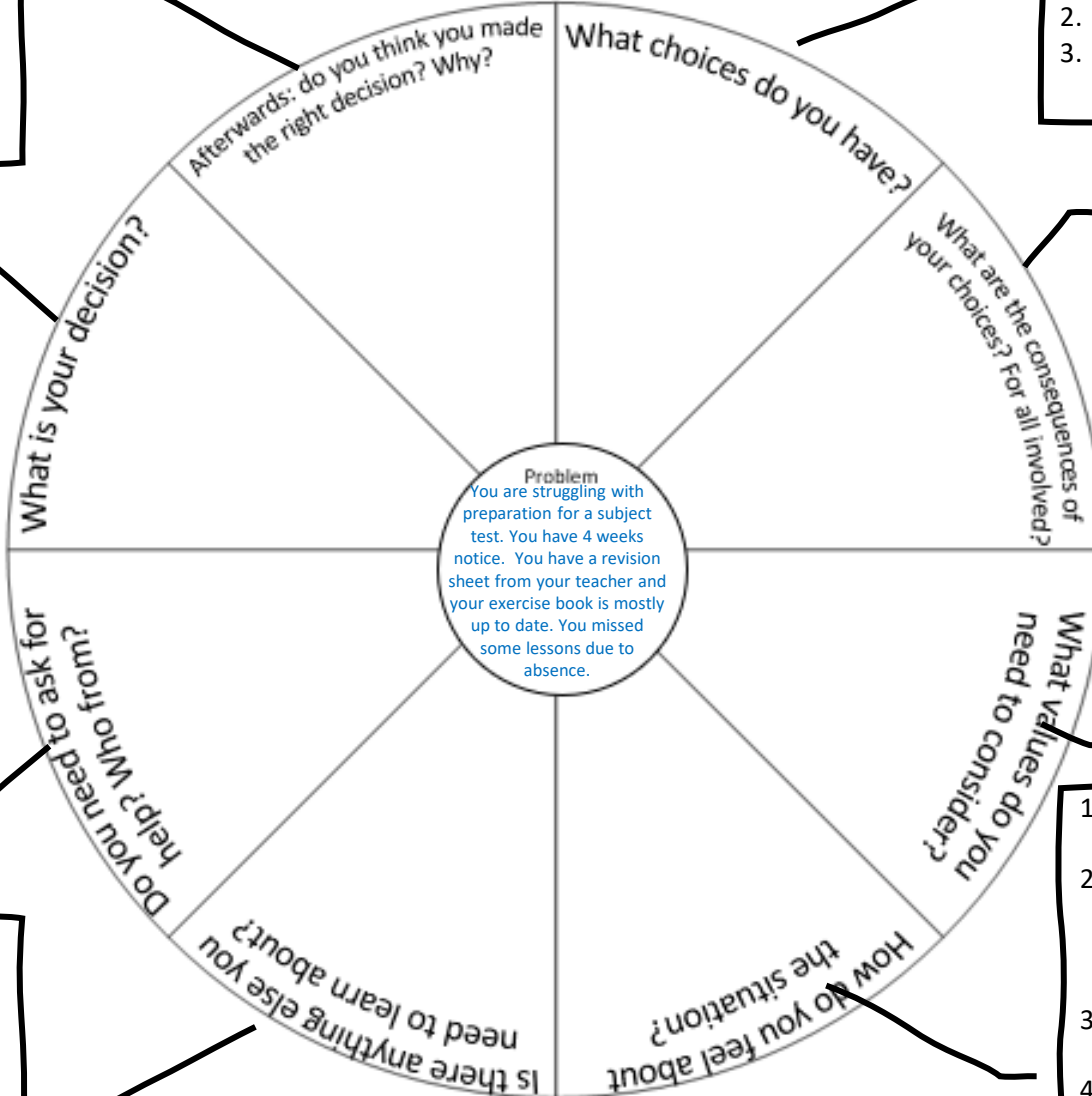 Afterwards: do you think you made
the right decision? Why?
What choices do you have?
2.
3.
What are the consequences of
your choices? For all involved?
What is your decision?
Problem
You are struggling with
preparation for a subject
test. You have 4 weeks
notice. You have a revision
sheet from your teacher and
your exercise book is mostly
up to date. You missed
some lessons due to
absence.
What values do you
need to consider?
1
2
3
4
How do you feel about
the situation?
Is there anything else you
need to learn about?
Do you need to ask for
help? Who from?